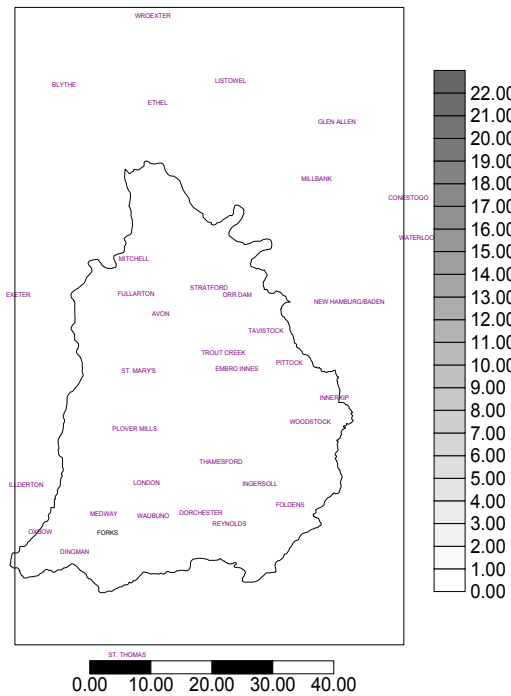 WROEXTER
BLYTHE
LISTOWEL
ETHEL
GLEN ALLEN
MILLBANK
CONESTOGO
WATERLOO
MITCHELL
EXETER
FULLARTON
STRATFORD
ORR DAM
NEW HAMBURG/BADEN
AVON
TAVISTOCK
TROUT CREEK
ST. MARY'S
EMBRO INNES
PITTOCK
INNERKIP
WOODSTOCK
PLOVER MILLS
THAMESFORD
ILLDERTON
LONDON
INGERSOLL
FOLDENS
MEDWAY
WAUBUNO
DORCHESTER
REYNOLDS
OXBOW
FORKS
DINGMAN
ST. THOMAS
0.00 10.00 20.00 30.00 40.00
22.00
21.00
20.00
19.00
18.00
17.00
16.00
15.00
14.00
13.00
12.00
11.00
10.00
9.00
8.00
7.00
6.00
5.00
4.00
3.00
2.00
1.00
0.00